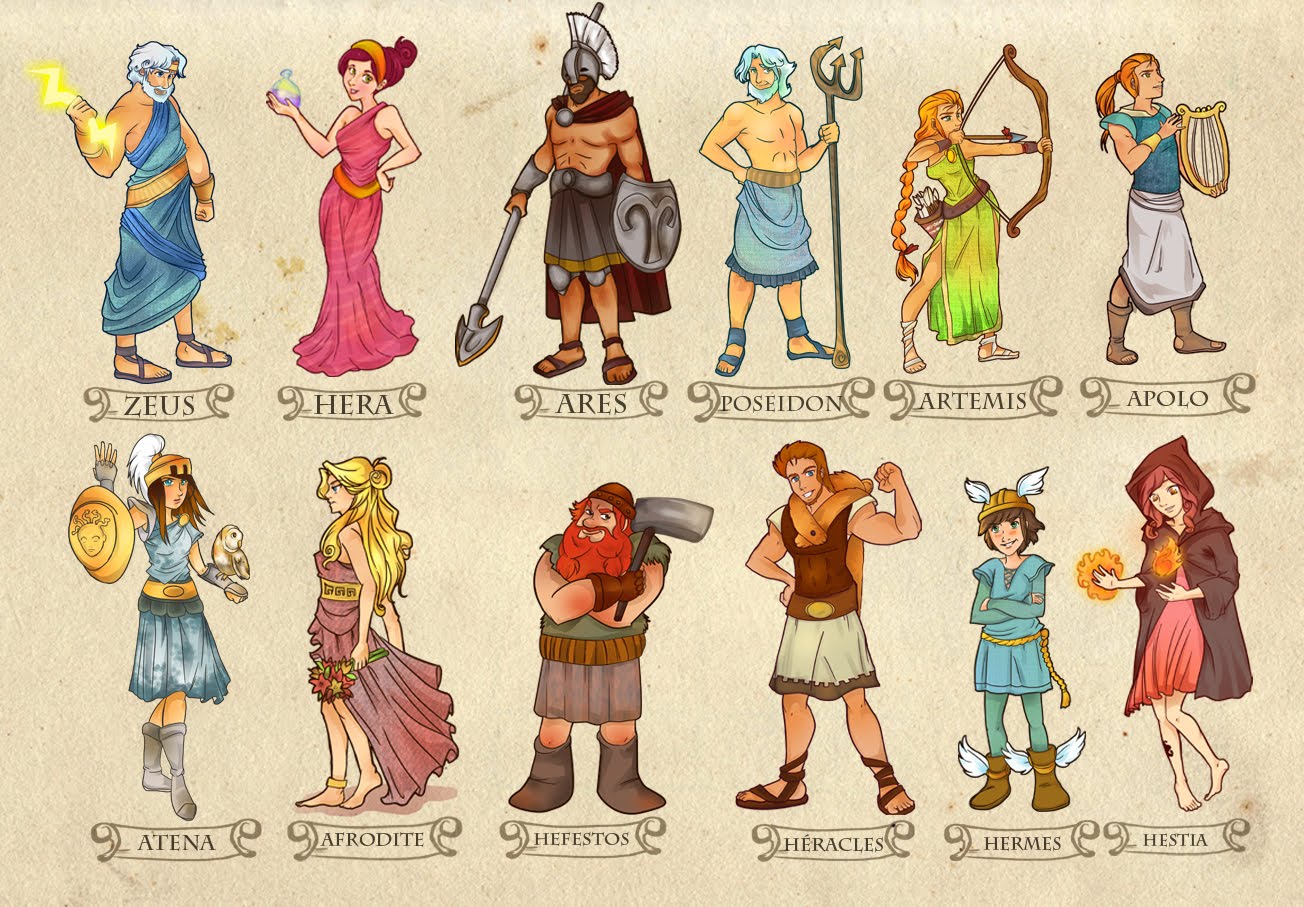 ZEUS
HERA
ARES
POSEIDON
ARTEMIS
APOLO
ATENA
AFRODITE
HEFESTOS
HÉRACLES
HERMES
HESTIA